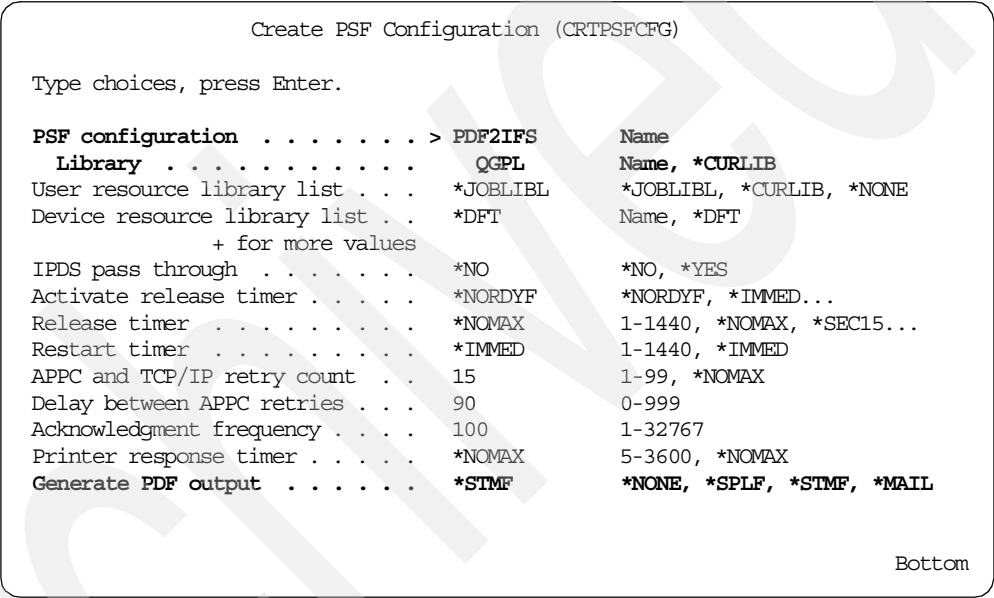 Create PSF Configuration (CRTPSFCFG)
Type choices, press Enter.
PSF configuration . . . . . . . > PDF2IFS Name
Library . . . . . . . . . . . QGPL Name, *CURLIB
User resource library list . . . *JOBLIBL *JOBLIBL, *CURLIB, *NONE
Device resource library list . . *DFT Name, *DFT
+ for more values
IPDS pass through . . . . . . . *NO *NO, *YES
Activate release timer . . . . . *NORDYF *NORDYF, *IMMED...
Release timer . . . . . . . . . *NOMAX 1-1440, *NOMAX, *SEC15...
Restart timer . . . . . . . . . *IMMED 1-1440, *IMMED
APPC and TCP/IP retry count . . 15 1-99, *NOMAX
Delay between APPC retries . . . 90 0-999
Acknowledgment frequency . . . . 100 1-32767
Printer response timer . . . . . *NOMAX 5-3600, *NOMAX
Generate PDF output . . . . . . *STMF *NONE, *SPLF, *STMF, *MAIL
Bottom